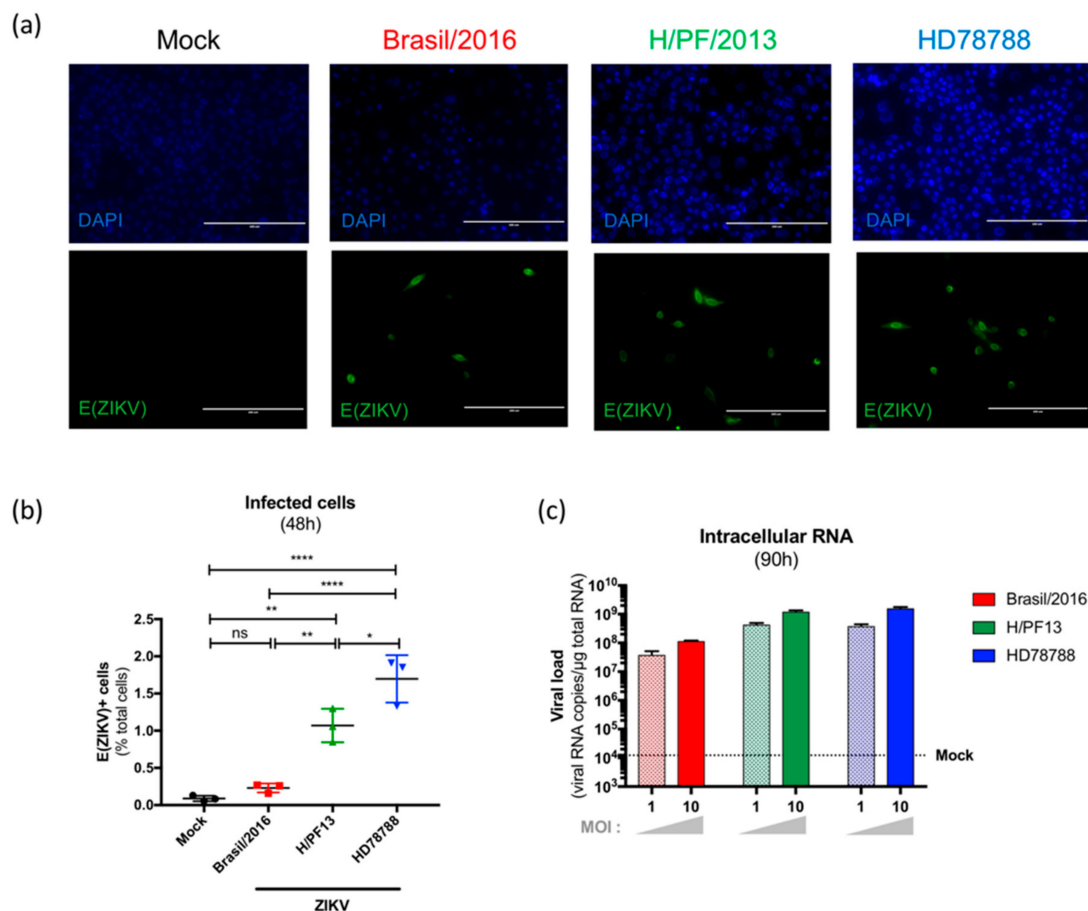 (a)
Mock
Brasil/2016
H/PF/2013
HD78788
DAPI
DAPI
DAPI
DAPI
E(ZIKV)
E(ZIKV)
E(ZIKV)
E(ZIKV)
(b)
Infected cells
(48h)
****
****
**
ns
**
*
E(ZIKV)+ cells
(% total cells)
2.5
2.0
1.5
1.0
0.5
0.0
Mock
Brasil/2016
H/PF13
HD78788
ZIKV
(c)
Intracellular RNA
(90h)
Viral load
(viral RNA copies/µg total RNA)
10¹⁰
10⁹
10⁸
10⁷
10⁶
10⁵
10⁴
10³
Mock
1 10 1 10 1 10
MOI :
Brasil/2016
H/PF13
HD78788